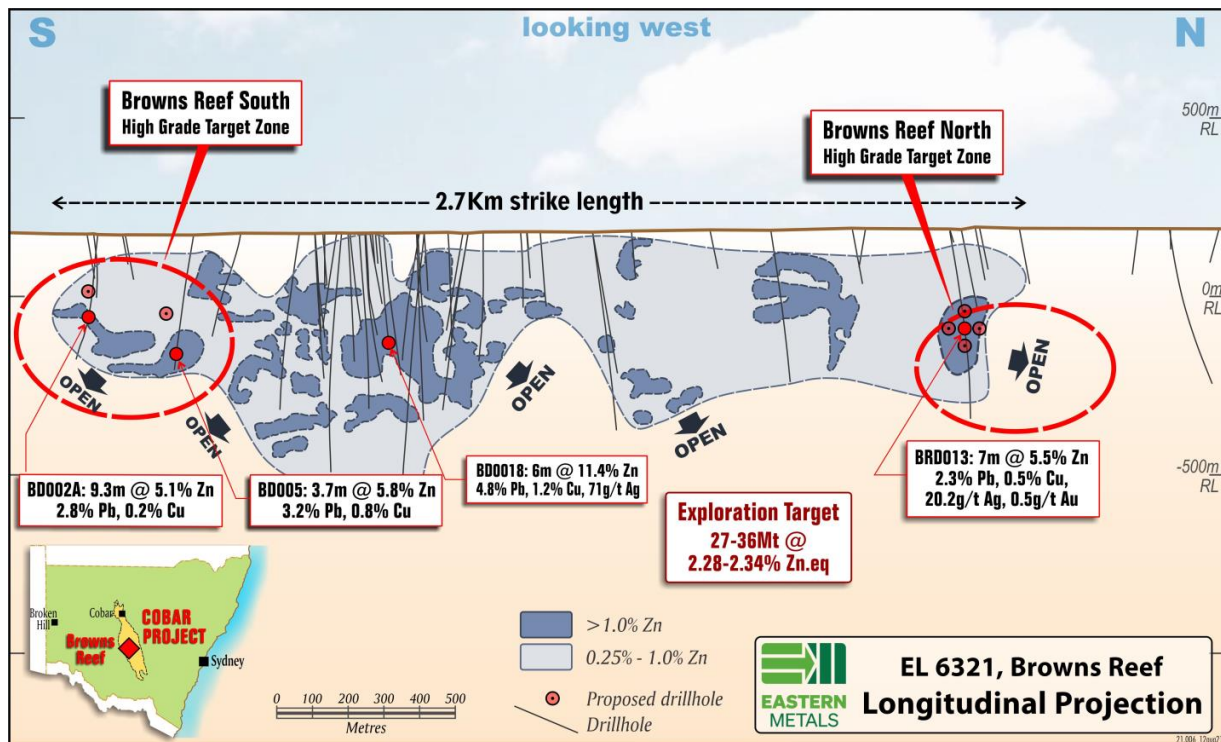 S
looking west
N
Browns Reef South
High Grade Target Zone
Browns Reef North
High Grade Target Zone
500m
RL
2.7Km strike length
0m
RL
OPEN
OPEN
OPEN
OPEN
OPEN
-500m
RL
BD002A: 9.3m @ 5.1% Zn
2.8% Pb, 0.2% Cu
BD005: 3.7m @ 5.8% Zn
3.2% Pb, 0.8% Cu
BD0018: 6m @ 11.4% Zn
4.8% Pb, 1.2% Cu, 71g/t Ag
BRD013: 7m @ 5.5% Zn
2.3% Pb, 0.5% Cu,
20.2g/t Ag, 0.5g/t Au
Exploration Target
27-36Mt @
2.28-2.34% Zn.eq
Broken
Hill
Cobar
COBAR
PROJECT
Browns
Reef
Sydney
0 100 200 300 400 500
Metres
>1.0% Zn
0.25% - 1.0% Zn
Proposed drillhole
Drillhole
EASTERN
METALS
EL 6321, Browns Reef
Longitudinal Projection